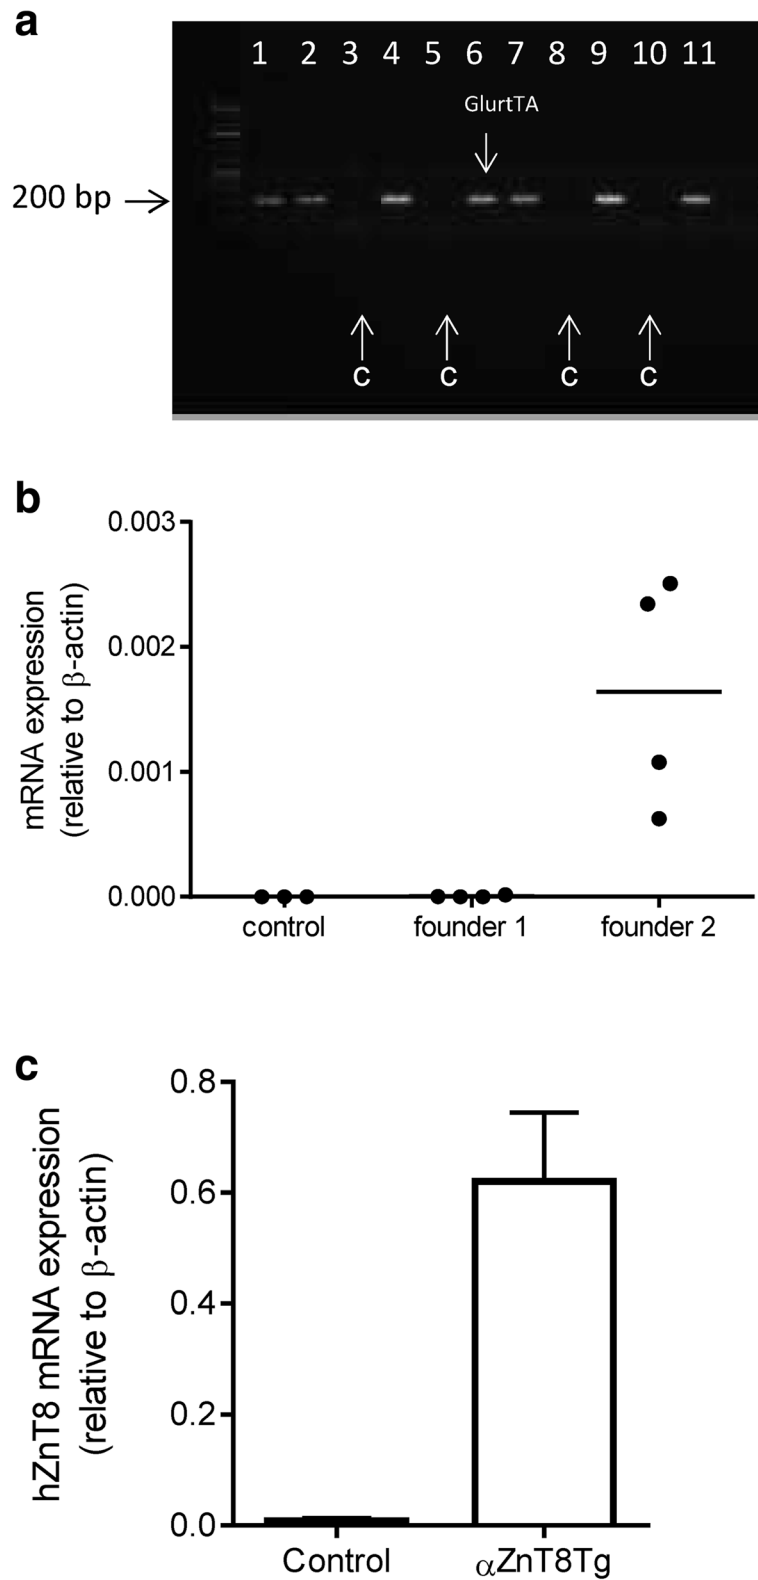 a
1 2 3 4 5 6 7 8 9 10 11
GlurtTA
200 bp
c c c c
b
mRNA expression
(relative to β-actin)
0.003
0.002
0.001
0.000
control founder 1 founder 2
c
hZnT8 mRNA expression
(relative to β-actin)
0.8
0.6
0.4
0.2
0.0
Control αZnT8Tg